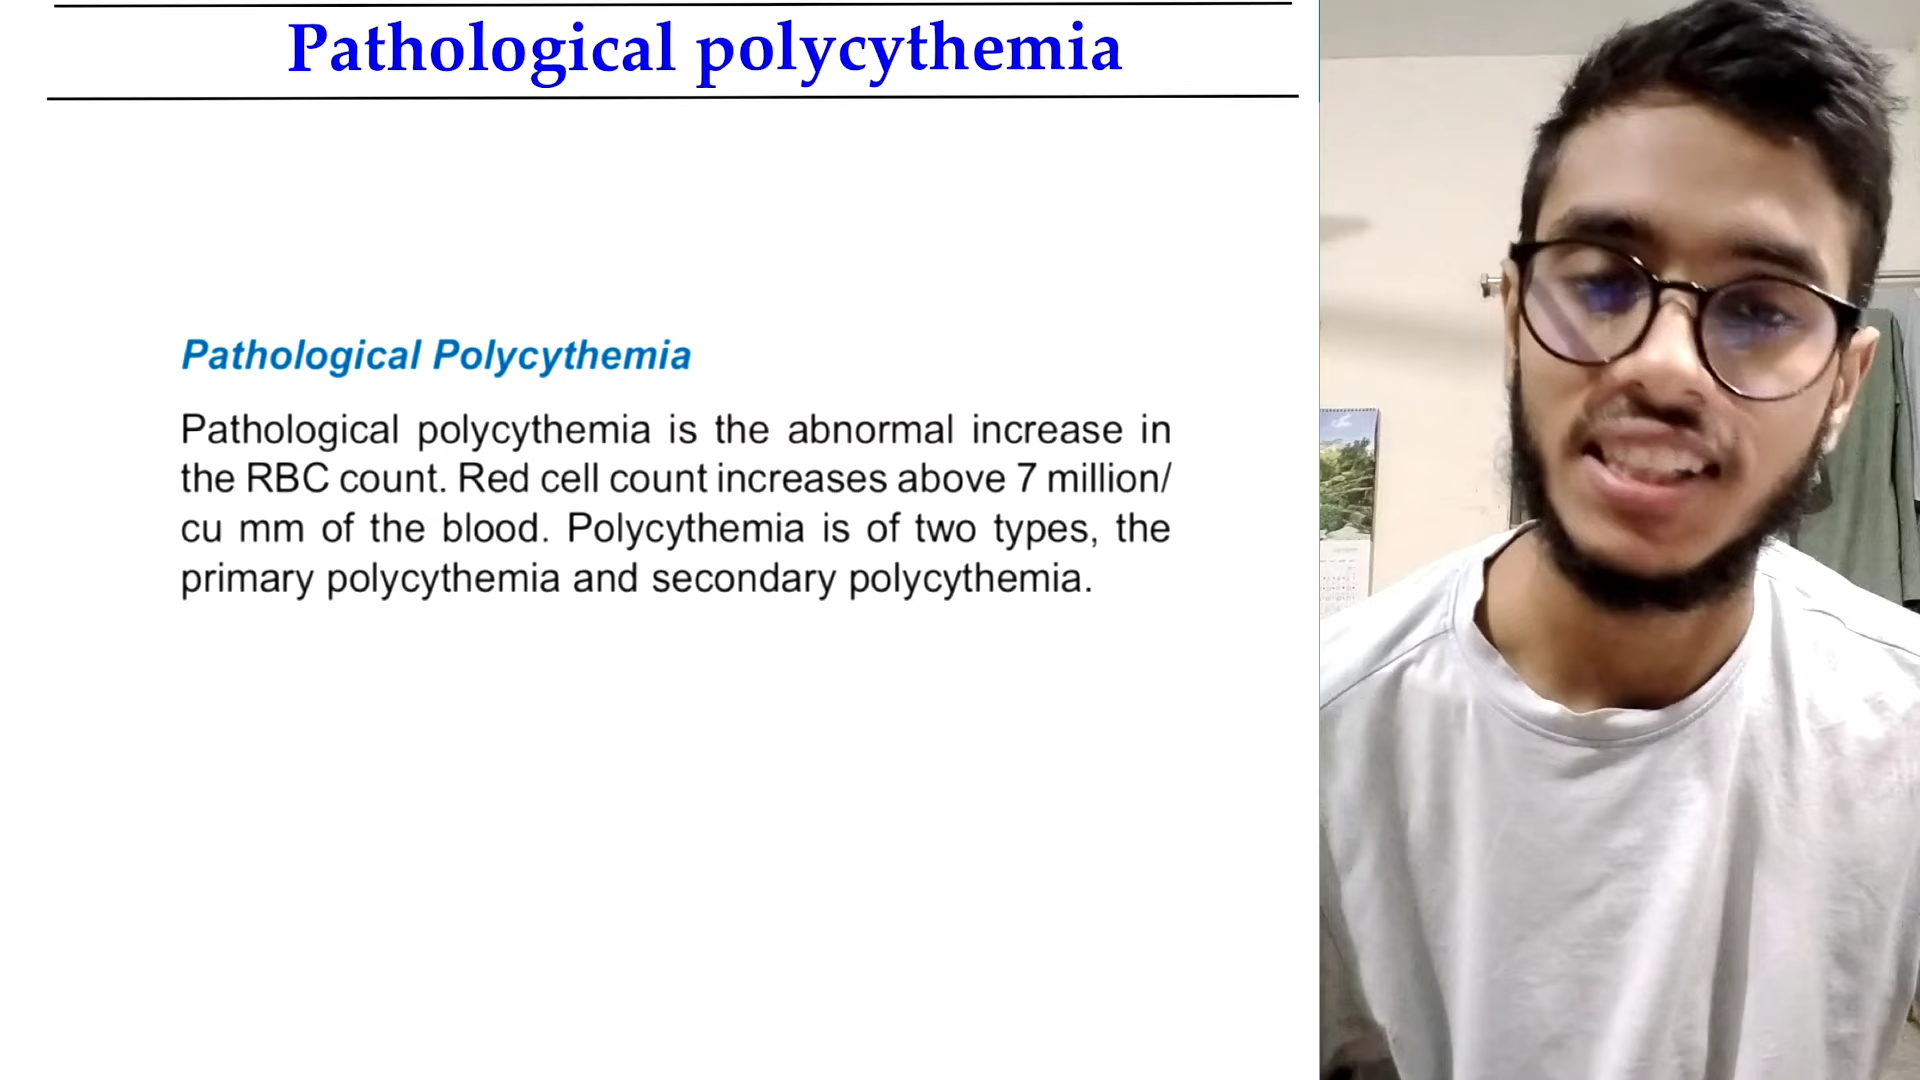 Pathological polycythemia
Pathological Polycythemia
Pathological polycythemia is the abnormal increase in
the RBC count. Red cell count increases above 7 million/
cu mm of the blood. Polycythemia is of two types, the
primary polycythemia and secondary polycythemia.